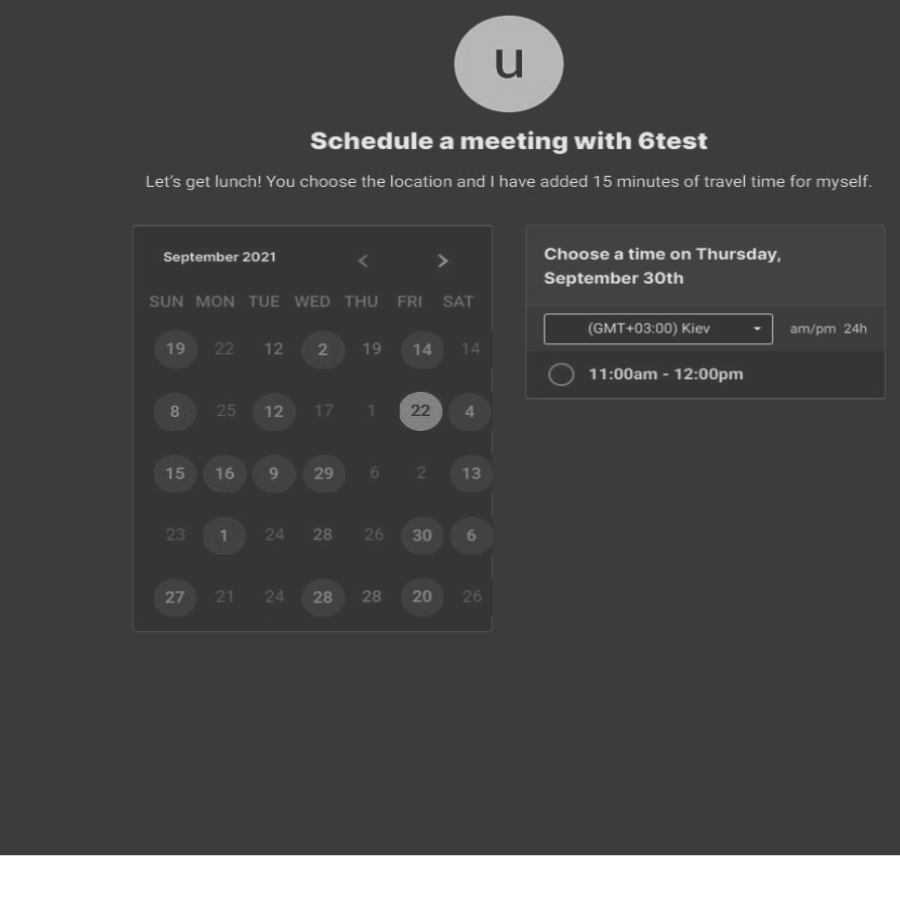 u
Schedule a meeting with 6test
Let's get lunch! You choose the location and I have added 15 minutes of travel time for myself.
September 2021 < >
SUN MON TUE WED THU FRI SAT
19 22 12 2 19 14 14
8 25 12 17 1 22 4
15 16 9 29 6 2 13
23 1 24 28 26 30 6
27 21 24 28 28 20 26
Choose a time on Thursday,
September 30th
(GMT+03:00) Kiev am/pm 24h
11:00am - 12:00pm